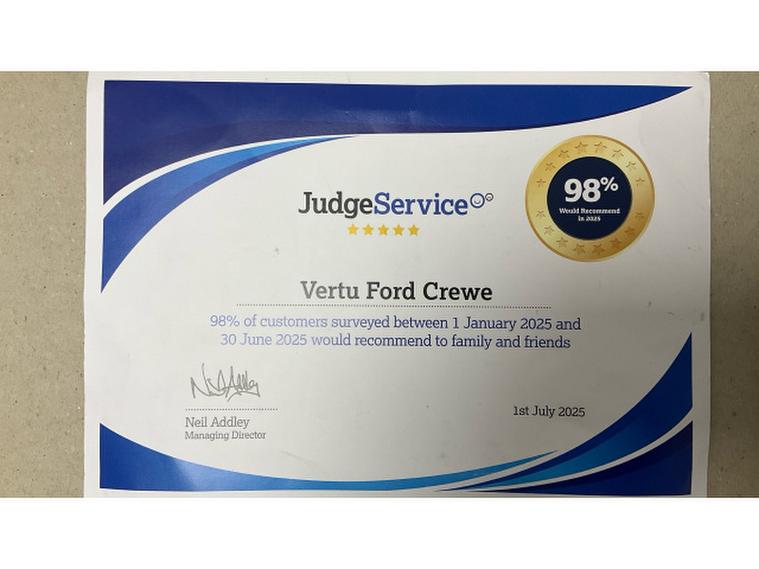 JudgeService
98%
Would Recommend
in 2025
Vertu Ford Crewe
98% of customers surveyed between 1 January 2025 and
30 June 2025 would recommend to family and friends
Neil Addley
Managing Director
1st July 2025